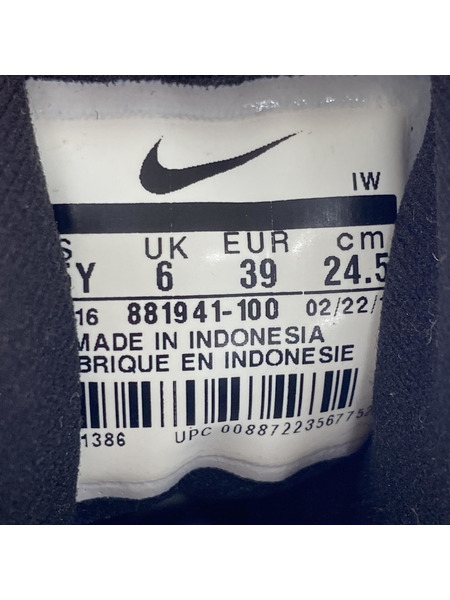 IW
UK EUR cm
6 39 24.5
16 881941-100 02/22/1
MADE IN INDONESIA
BRIQUE EN INDONESIE
1386 UPC 00887223567752